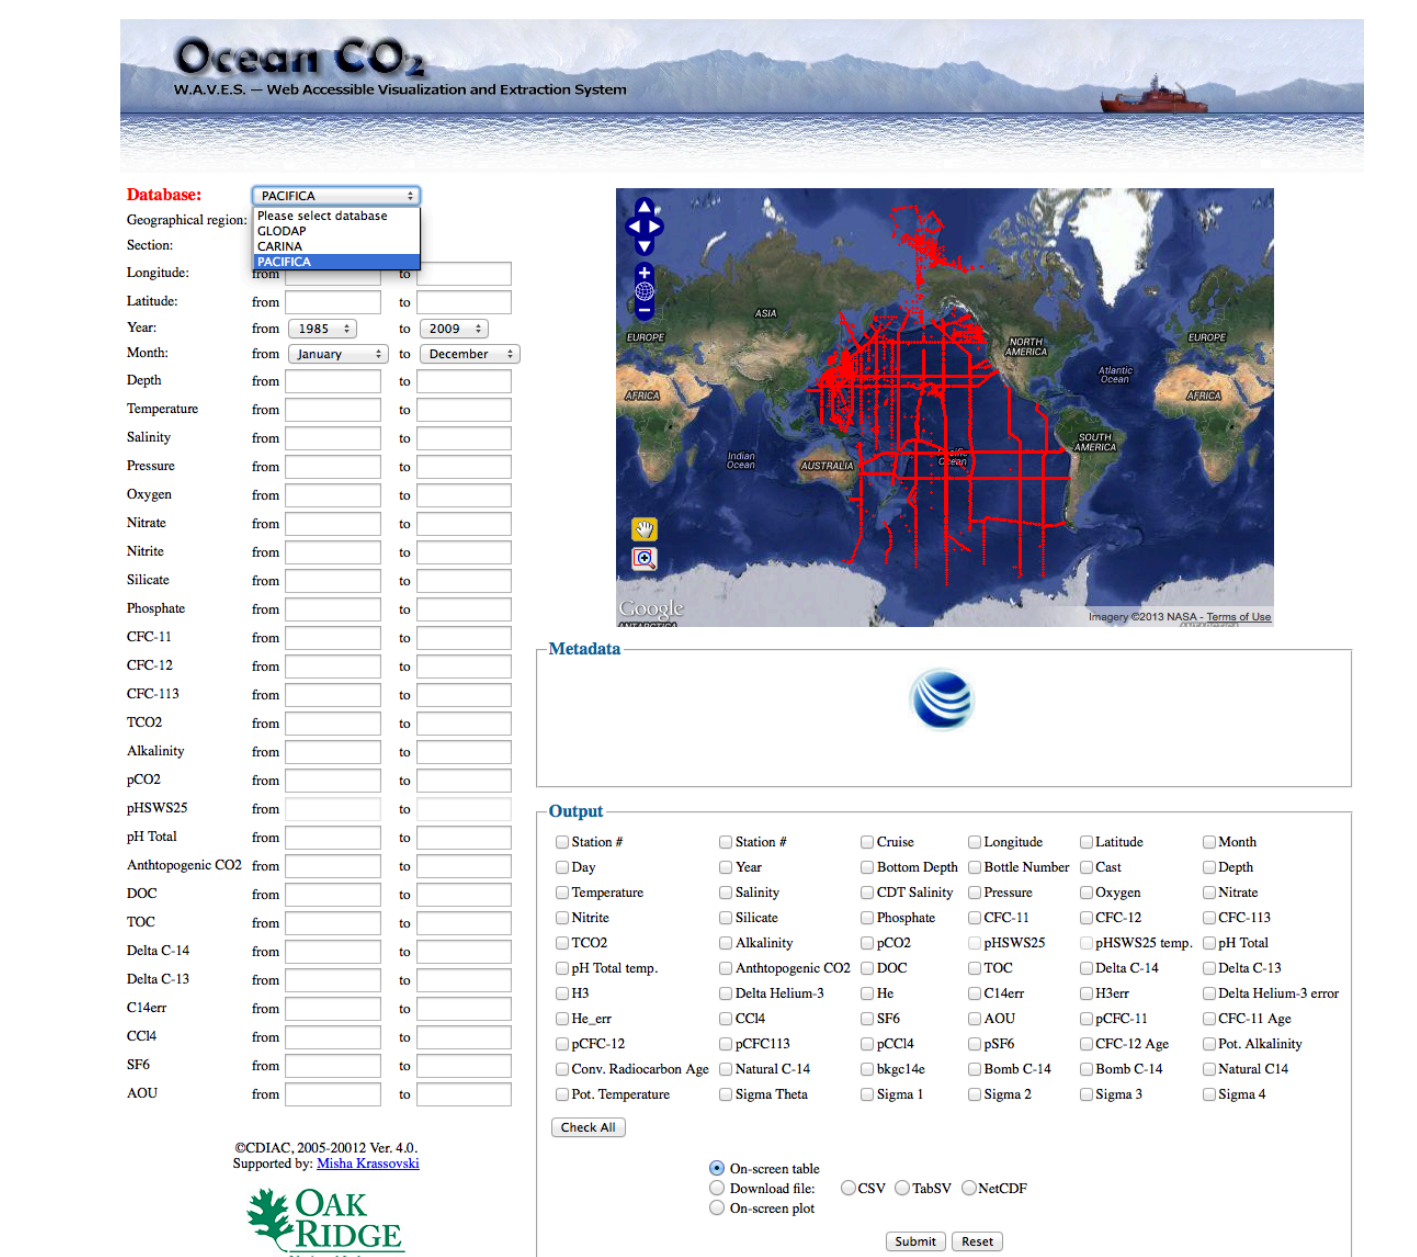 Ocean CO2
W.A.V.E.S. — Web Accessible Visualization and Extraction System
Database: PACIFICA
Please select database
GLODAP
CARINA
PACIFICA
Geographical region:
Section:
Longitude: from to
Latitude: from to
Year: from 1985 to 2009
Month: from January to December
Depth from to
Temperature from to
Salinity from to
Pressure from to
Oxygen from to
Nitrate from to
Nitrite from to
Silicate from to
Phosphate from to
CFC-11 from to
CFC-12 from to
CFC-113 from to
TCO2 from to
Alkalinity from to
pCO2 from to
pHSWS25 from to
pH Total from to
Anthtopogenic CO2 from to
DOC from to
TOC from to
Delta C-14 from to
Delta C-13 from to
C14err from to
CCl4 from to
SF6 from to
AOU from to
©CDIAC, 2005-20012 Ver. 4.0.
Supported by: Misha Krassovski
OAK
RIDGE
ASIA
EUROPE
NORTH
AMERICA
EUROPE
Atlantic
Ocean
AFRICA
AFRICA
SOUTH
AMERICA
Indian
Ocean
AUSTRALIA
Pacific
Ocean
Google
Imagery ©2013 NASA - Terms of Use
ANTARCTICA
ANTARCTICA
Metadata
Output
Station # Station # Cruise Longitude Latitude Month
Day Year Bottom Depth Bottle Number Cast Depth
Temperature Salinity CDT Salinity Pressure Oxygen Nitrate
Nitrite Silicate Phosphate CFC-11 CFC-12 CFC-113
TCO2 Alkalinity pCO2 pHSWS25 pHSWS25 temp. pH Total
pH Total temp. Anthtopogenic CO2 DOC TOC Delta C-14 Delta C-13
H3 Delta Helium-3 He C14err H3err Delta Helium-3 error
He_err CCl4 SF6 AOU pCFC-11 CFC-11 Age
pCFC-12 pCFC113 pCCl4 pSF6 CFC-12 Age Pot. Alkalinity
Conv. Radiocarbon Age Natural C-14 bkgc14e Bomb C-14 Bomb C-14 Natural C14
Pot. Temperature Sigma Theta Sigma 1 Sigma 2 Sigma 3 Sigma 4
Check All
On-screen table
Download file: CSV TabSV NetCDF
On-screen plot
Submit Reset